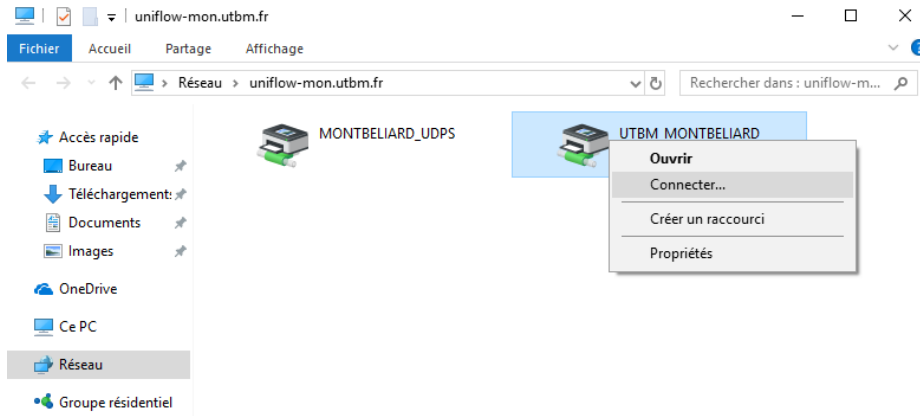 uniflow-mon.utbm.fr
Fichier Accueil Partage Affichage
Réseau uniflow-mon.utbm.fr Rechercher dans : uniflow-m...
Accès rapide
Bureau
Téléchargements
Documents
Images
OneDrive
Ce PC
Réseau
Groupe résidentiel
MONTBELIARD_UDPS
UTBM_MONTBELIARD
Ouvrir
Connecter...
Créer un raccourci
Propriétés